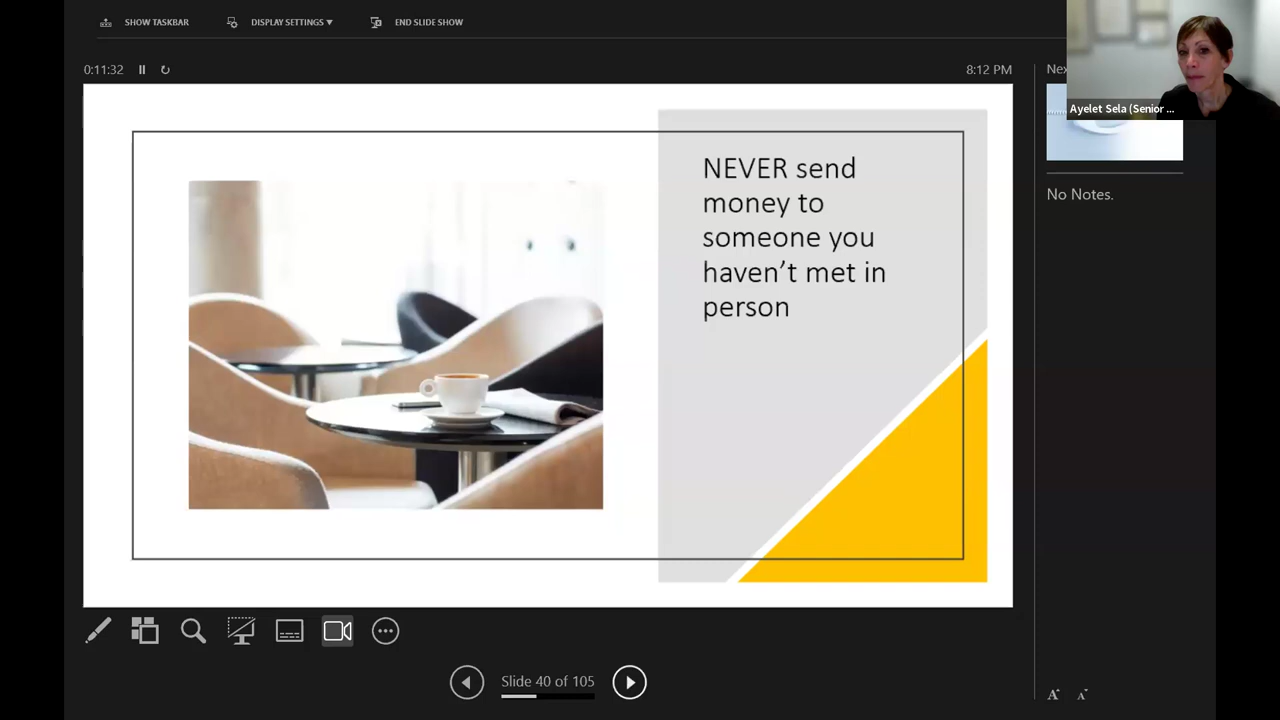 SHOW TASKBAR
DISPLAY SETTINGS ▼
END SLIDE SHOW
0:11:32
8:12 PM
Nex
Ayelet Sela (Senior ...
No Notes.
NEVER send
money to
someone you
haven't met in
person
Slide 40 of 105
A A